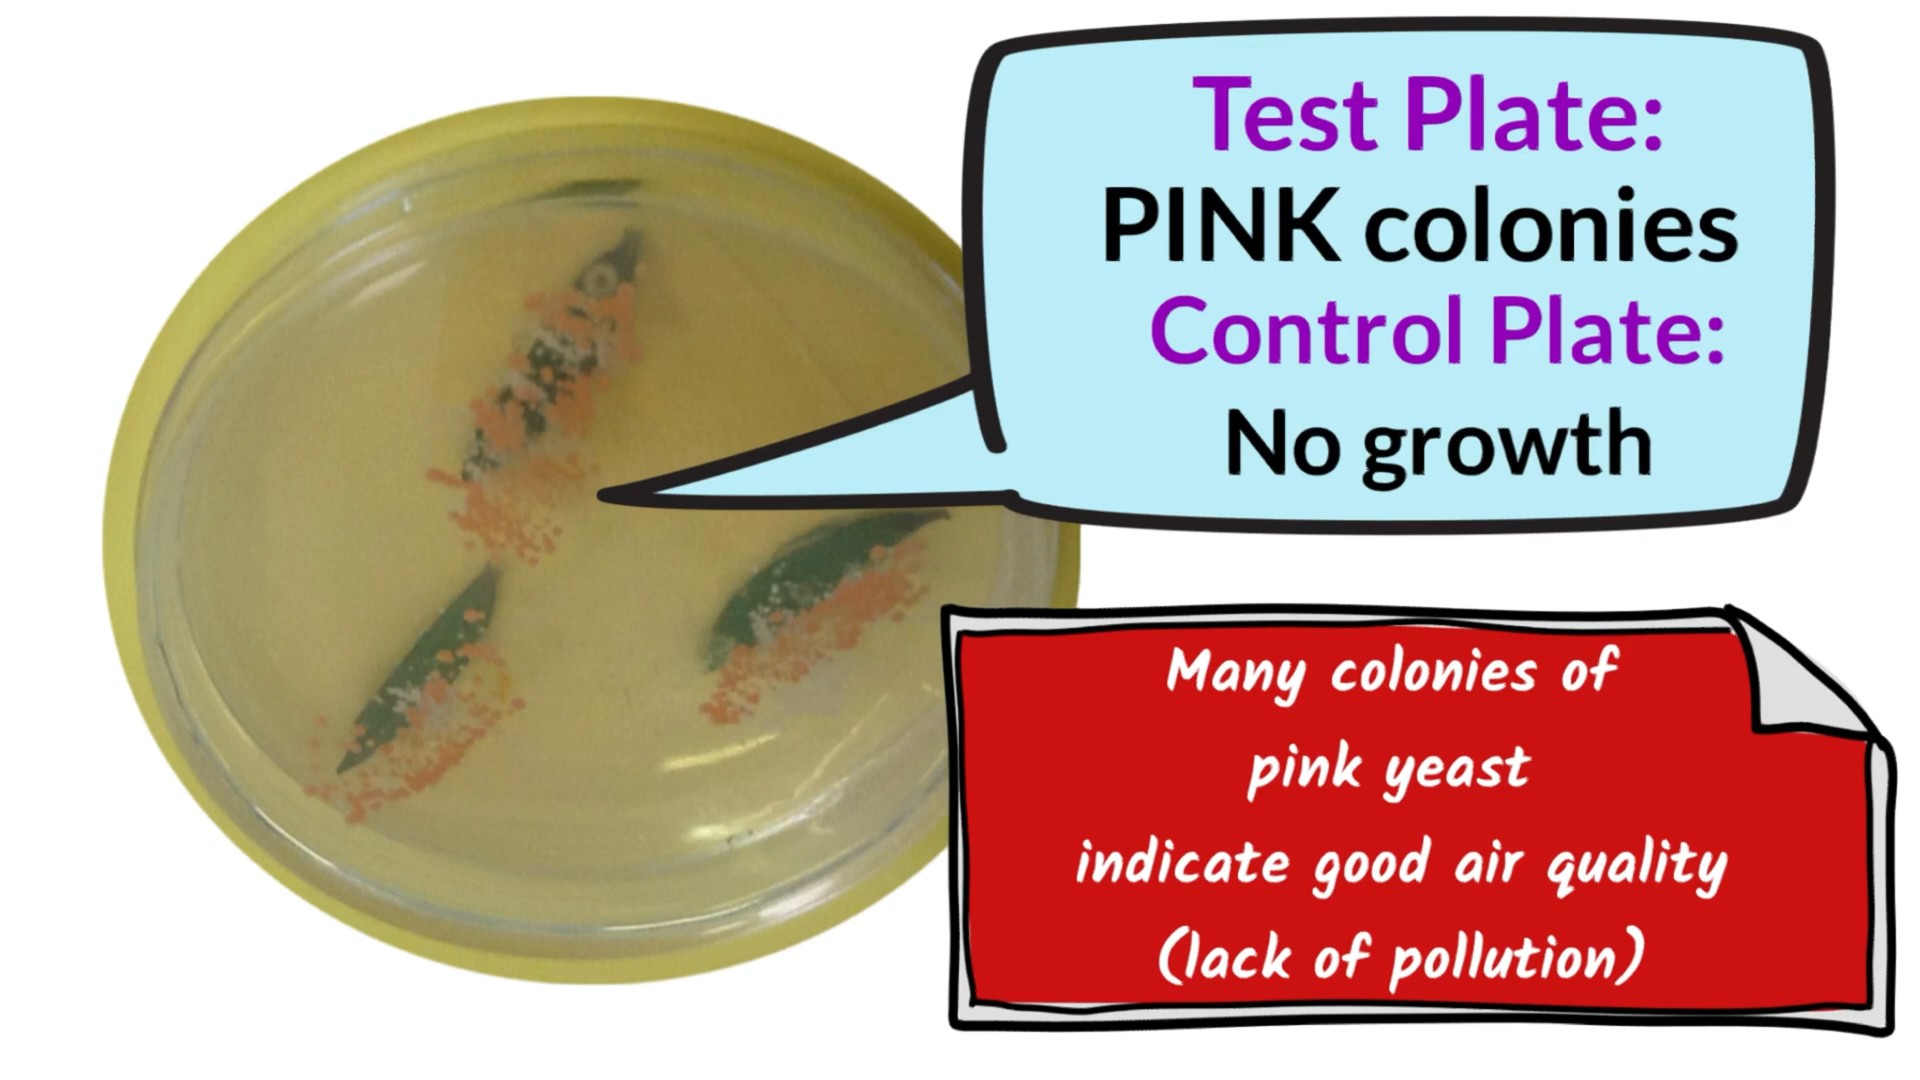 Test Plate:
PINK colonies
Control Plate:
No growth
Many colonies of
pink yeast
indicate good air quality
(lack of pollution)